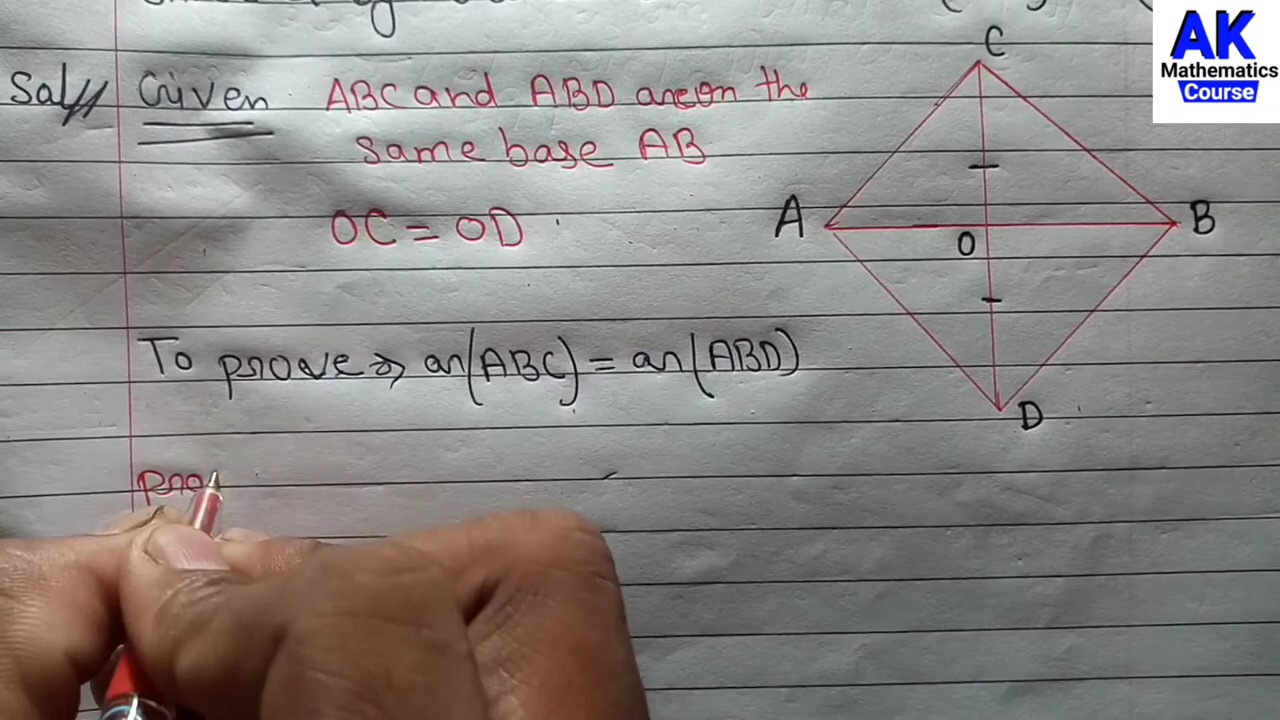 C
AK
Mathematics
Course
Sol// Given ABC and ABD are on the
same base AB
A B
O
OC = OD
To prove ⇒ ar(ABC) = ar(ABD)
D
pro